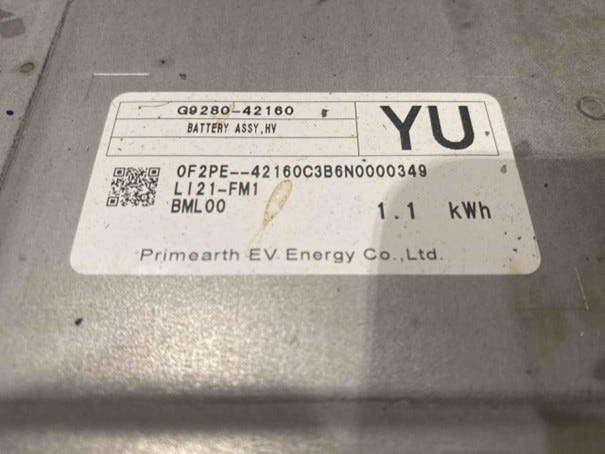 G9280-42160
BATTERY ASSY,HV
YU
0F2PE--42160C3B6N0000349
LI21-FM1
BML00
1.1 kWh
Primearth EV Energy Co.,Ltd.